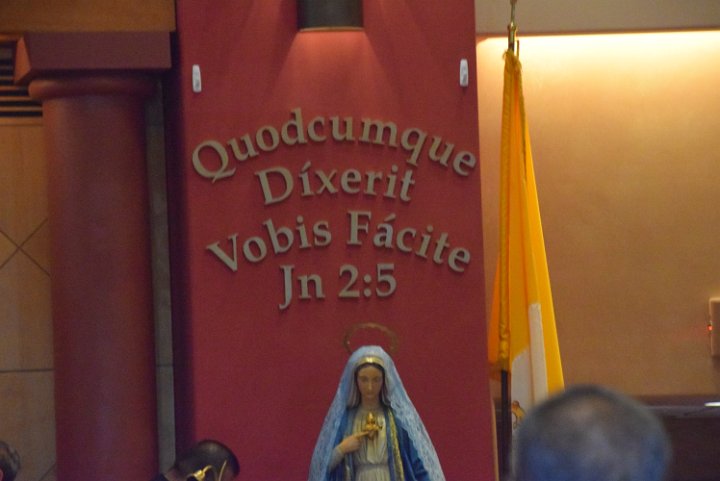 Quodcumque
Díxerit
Vobis Fácite
Jn 2:5